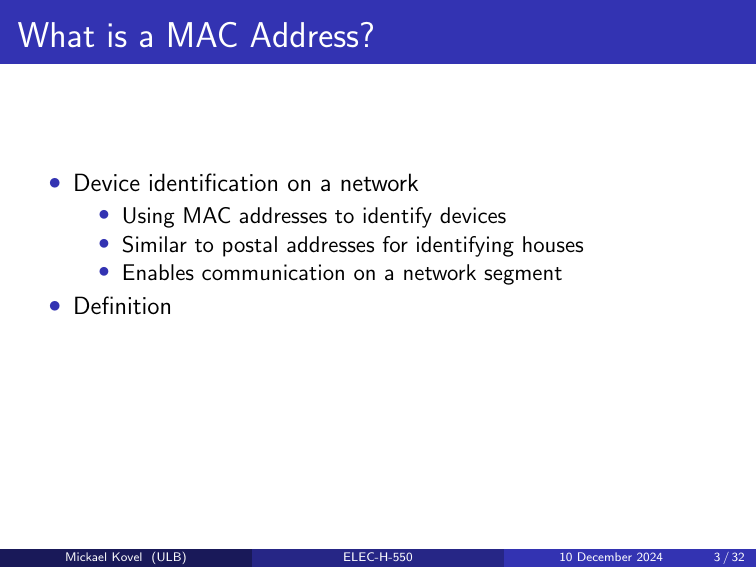 What is a MAC Address?
• Device identification on a network
• Using MAC addresses to identify devices
• Similar to postal addresses for identifying houses
• Enables communication on a network segment
• Definition
Mickael Kovel (ULB) ELEC-H-550 10 December 2024 3 / 32